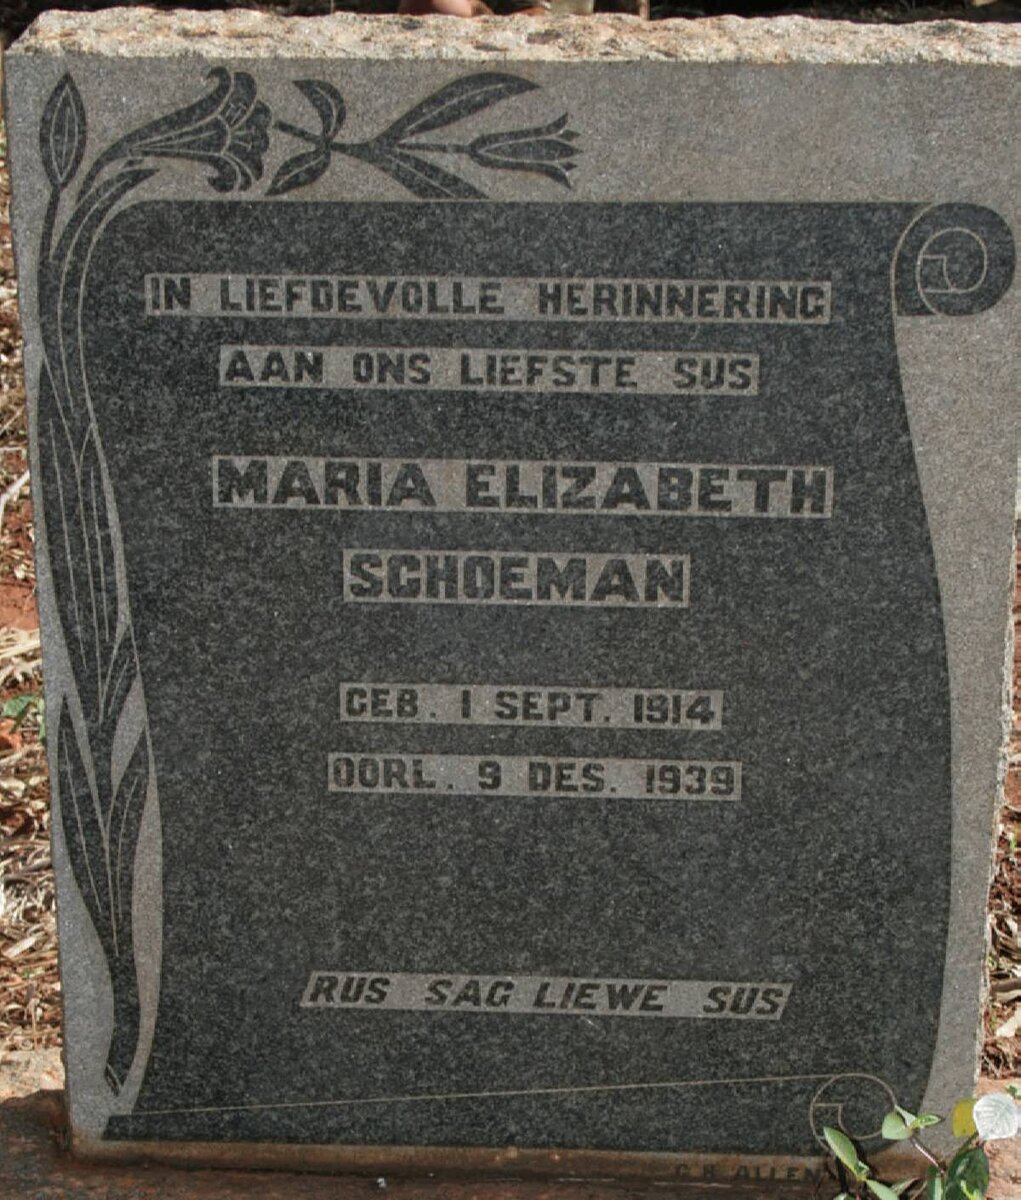 IN LIEFDEVOLLE HERINNERING
AAN ONS LIEFSTE SUS
MARIA ELIZABETH
SCHOEMAN
GEB. 1 SEPT. 1914
OORL. 9 DES. 1939
RUS SAG LIEWE SUS
ALLEN